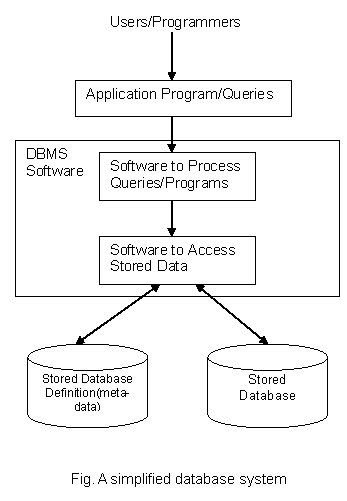 Users/Programmers
Application Program/Queries
DBMS
Software
Software to Process
Queries/Programs
Software to Access
Stored Data
Stored Database
Definition(meta-
data)
Stored
Database
Fig. A simplified database system